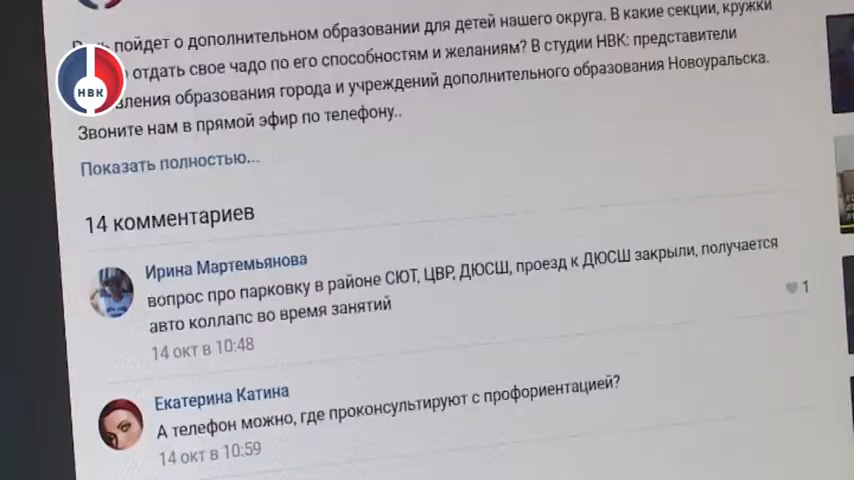 пойдет о дополнительном образовании для детей нашего округа. В какие секции, кружки
отдать свое чадо по его способностям и желаниям? В студии НВК: представители
НВК
образования города и учреждений дополнительного образования Новоуральска.
Звоните нам в прямой эфир по телефону..
Показать полностью...
14 комментариев
Ирина Мартемьянова
вопрос про парковку в районе СЮТ, ЦВР, ДЮСШ, проезд к ДЮСШ закрыли, получается
авто коллапс во время занятий
14 окт в 10:48
1
Екатерина Катина
А телефон можно, где проконсультируют с профориентацией?
14 окт в 10:59